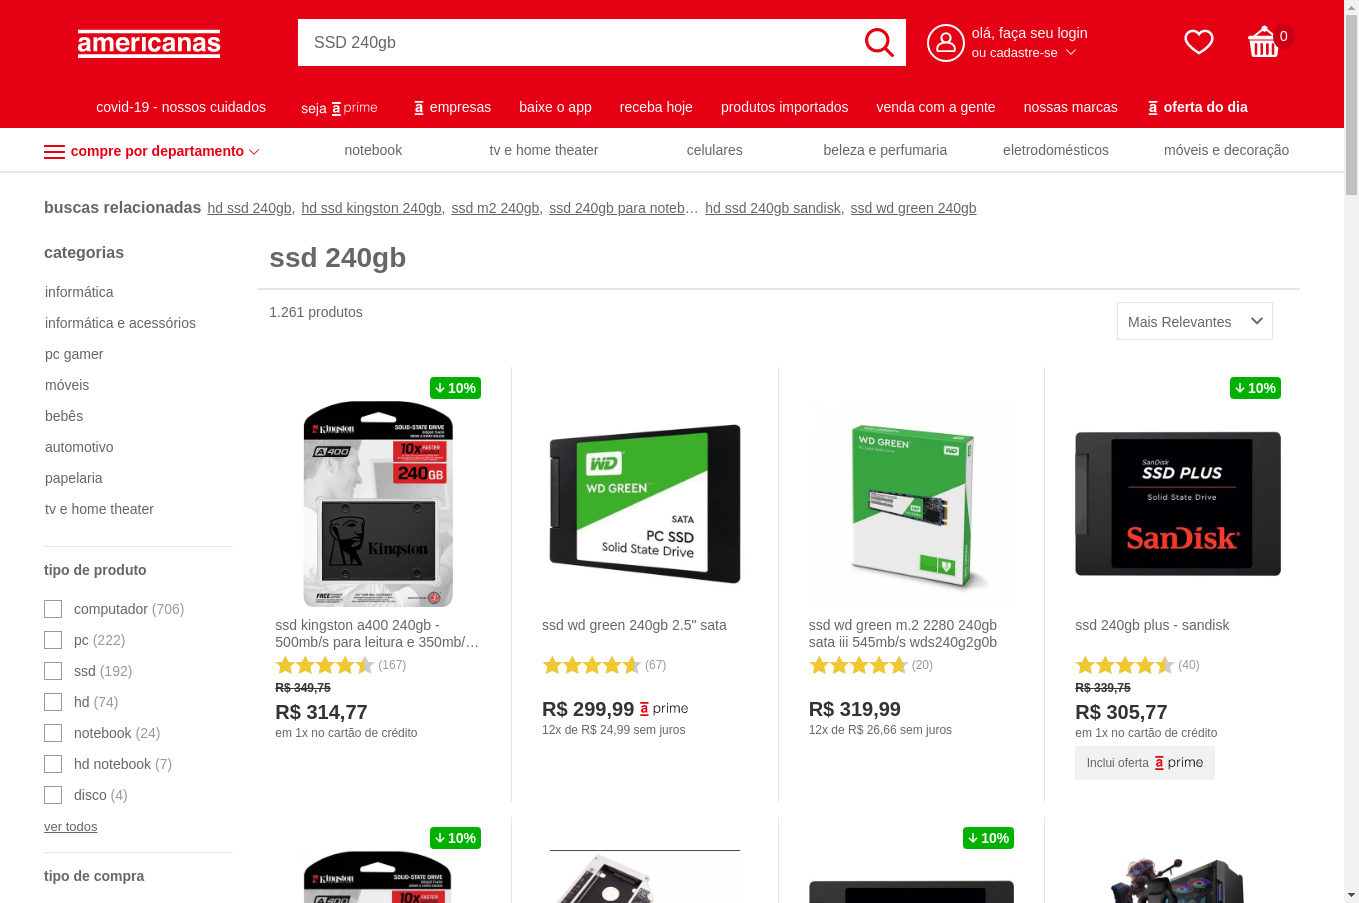 americanas
SSD 240gb
olá, faça seu login
ou cadastre-se
0
covid-19 - nossos cuidados
seja a prime
a empresas
baixe o app
receba hoje
produtos importados
venda com a gente
nossas marcas
a oferta do dia
compre por departamento
notebook
tv e home theater
celulares
beleza e perfumaria
eletrodomésticos
móveis e decoração
buscas relacionadas hd ssd 240gb, hd ssd kingston 240gb, ssd m2 240gb, ssd 240gb para noteb… hd ssd 240gb sandisk, ssd wd green 240gb
categorias
informática
informática e acessórios
pc gamer
móveis
bebês
automotivo
papelaria
tv e home theater
tipo de produto
computador (706)
pc (222)
ssd (192)
hd (74)
notebook (24)
hd notebook (7)
disco (4)
ver todos
tipo de compra
ssd 240gb
1.261 produtos
Mais Relevantes
10%
Kingston
SOLID-STATE DRIVE
A400
10x FASTER
240GB
Kingston
FREE
ssd kingston a400 240gb -
500mb/s para leitura e 350mb/…
(167)
R$ 349,75
R$ 314,77
em 1x no cartão de crédito
WD
WD GREEN
SATA
PC SSD
Solid State Drive
ssd wd green 240gb 2.5" sata
(67)
R$ 299,99 a prime
12x de R$ 24,99 sem juros
WD GREEN
WD
ssd wd green m.2 2280 240gb
sata iii 545mb/s wds240g2g0b
(20)
R$ 319,99
12x de R$ 26,66 sem juros
10%
SanDisk
SSD PLUS
Solid State Drive
SanDisk
ssd 240gb plus - sandisk
(40)
R$ 339,75
R$ 305,77
em 1x no cartão de crédito
Inclui oferta a prime
10%
Kingston
SOLID-STATE DRIVE
A400
10x FASTER
10%